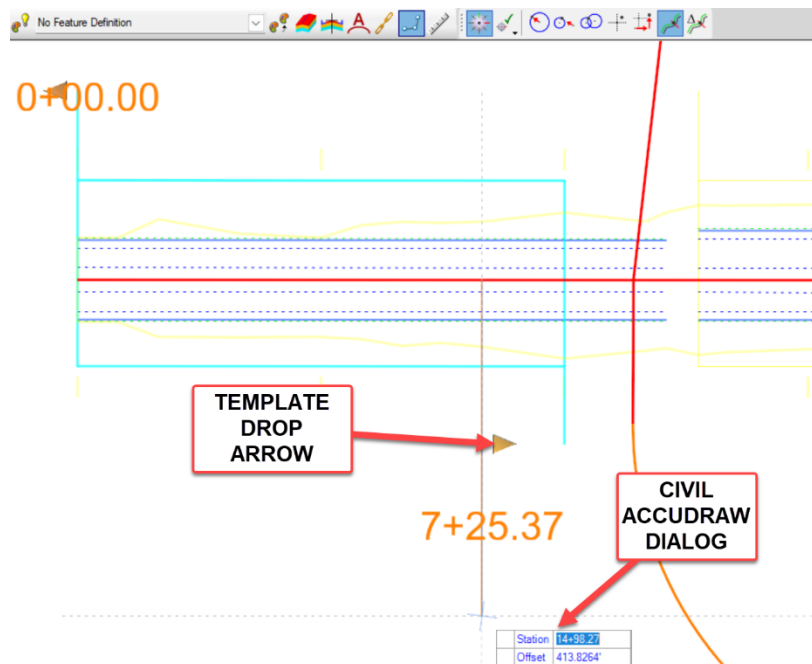 No Feature Definition
0+00.00
TEMPLATE
DROP
ARROW
7+25.37
CIVIL
ACCUDRAW
DIALOG
Station 14+98.27
Offset 413.8264'